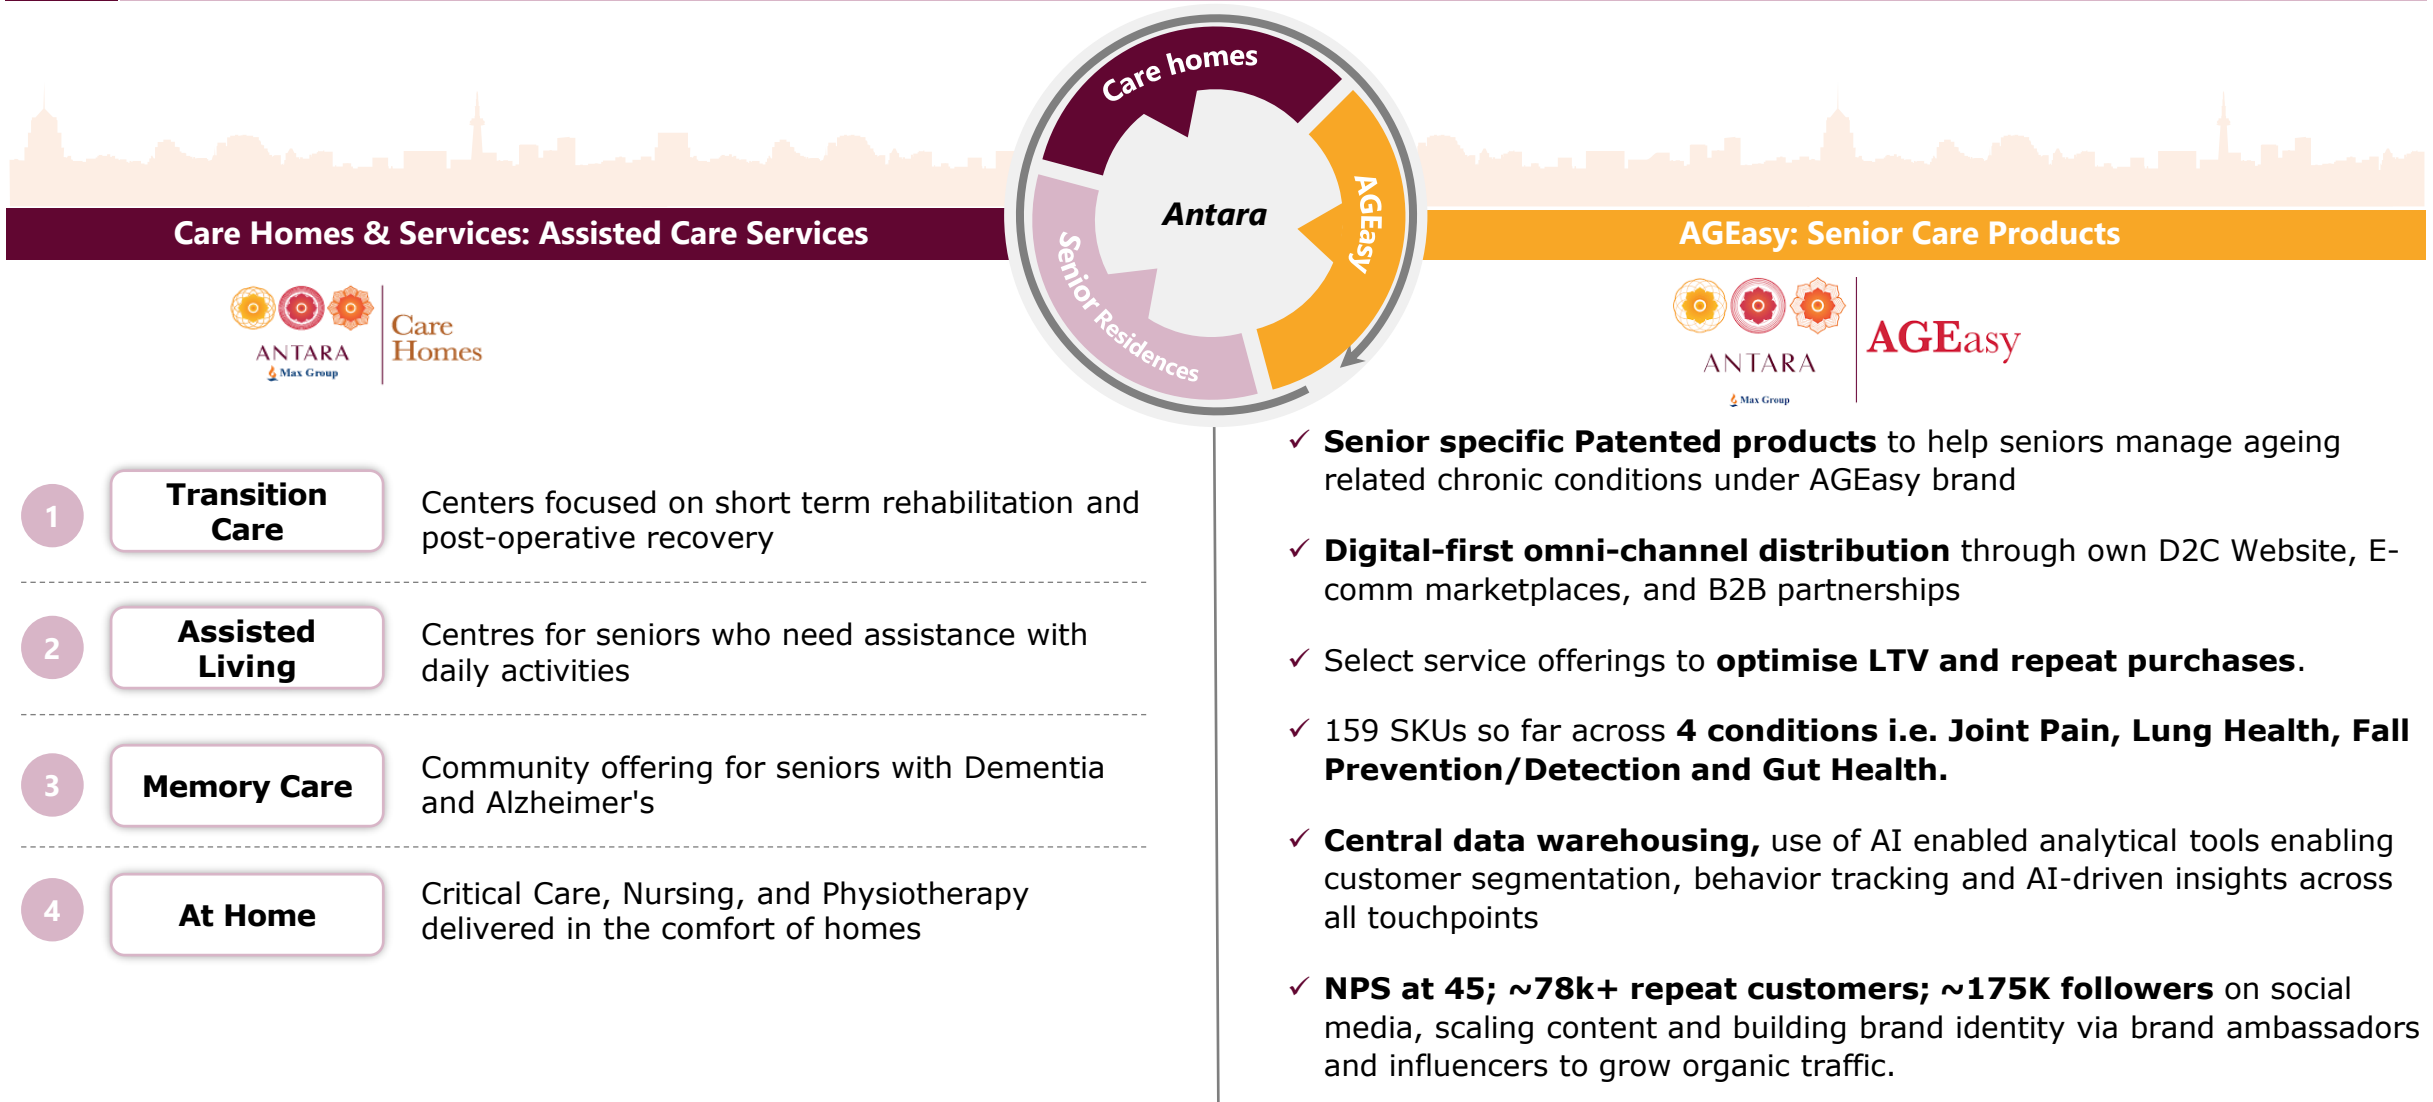 Care homes
AGEasy
Senior Residences
Antara
Care Homes & Services: Assisted Care Services
ANTARA
Max Group
Care
Homes
1
Transition
Care
Centers focused on short term rehabilitation and
post-operative recovery
2
Assisted
Living
Centres for seniors who need assistance with
daily activities
3
Memory Care
Community offering for seniors with Dementia
and Alzheimer's
4
At Home
Critical Care, Nursing, and Physiotherapy
delivered in the comfort of homes
AGEasy: Senior Care Products
ANTARA
Max Group
AGEasy
✓ Senior specific Patented products to help seniors manage ageing
related chronic conditions under AGEasy brand
✓ Digital-first omni-channel distribution through own D2C Website, E-
comm marketplaces, and B2B partnerships
✓ Select service offerings to optimise LTV and repeat purchases.
✓ 159 SKUs so far across 4 conditions i.e. Joint Pain, Lung Health, Fall
Prevention/Detection and Gut Health.
✓ Central data warehousing, use of AI enabled analytical tools enabling
customer segmentation, behavior tracking and AI-driven insights across
all touchpoints
✓ NPS at 45; ~78k+ repeat customers; ~175K followers on social
media, scaling content and building brand identity via brand ambassadors
and influencers to grow organic traffic.